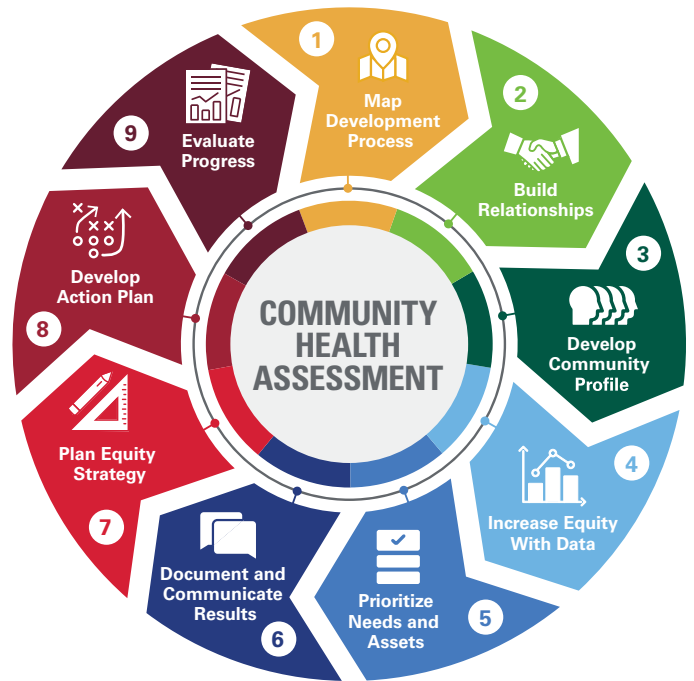 1
Map
Development
Process
2
Build
Relationships
3
Develop
Community
Profile
4
Increase Equity
With Data
5
Prioritize
Needs and
Assets
6
Document and
Communicate
Results
7
Plan Equity
Strategy
8
Develop
Action Plan
9
Evaluate
Progress
COMMUNITY
HEALTH
ASSESSMENT